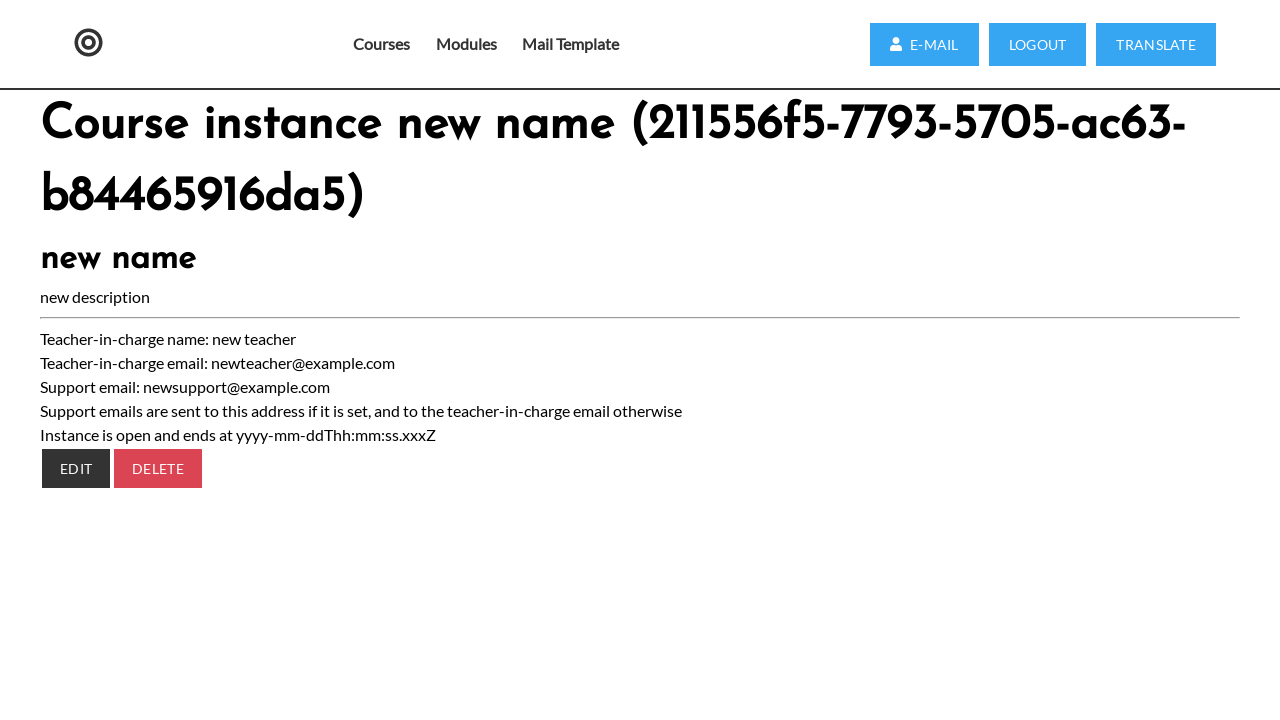 Courses
Modules
Mail Template
E-MAIL
LOGOUT
TRANSLATE
Course instance new name (211556f5-7793-5705-ac63-
b84465916da5)
new name
new description
Teacher-in-charge name: new teacher
Teacher-in-charge email: newteacher@example.com
Support email: newsupport@example.com
Support emails are sent to this address if it is set, and to the teacher-in-charge email otherwise
Instance is open and ends at yyyy-mm-ddThh:mm:ss.xxxZ
EDIT
DELETE